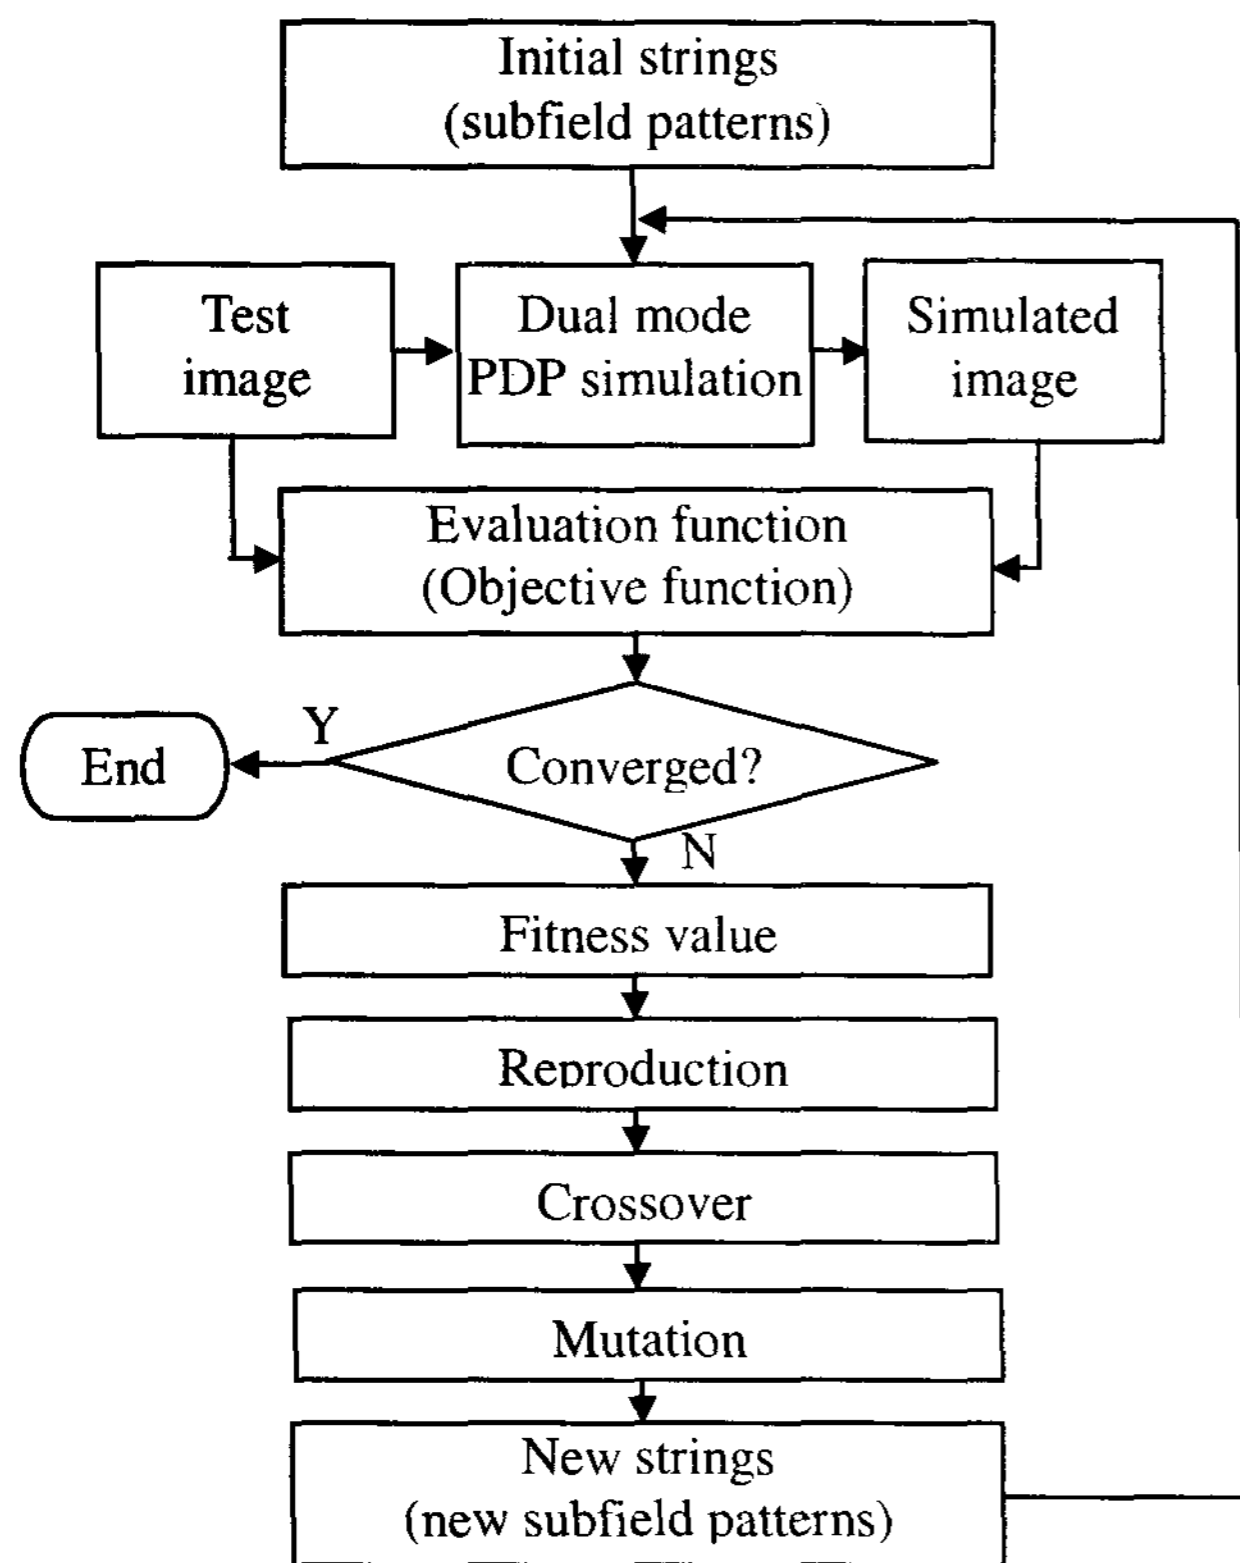 Initial strings
(subfield patterns)
Test
image
Dual mode
PDP simulation
Simulated
image
Evaluation function
(Objective function)
Y
End
Converged?
N
Fitness value
Reproduction
Crossover
Mutation
New strings
(new subfield patterns)